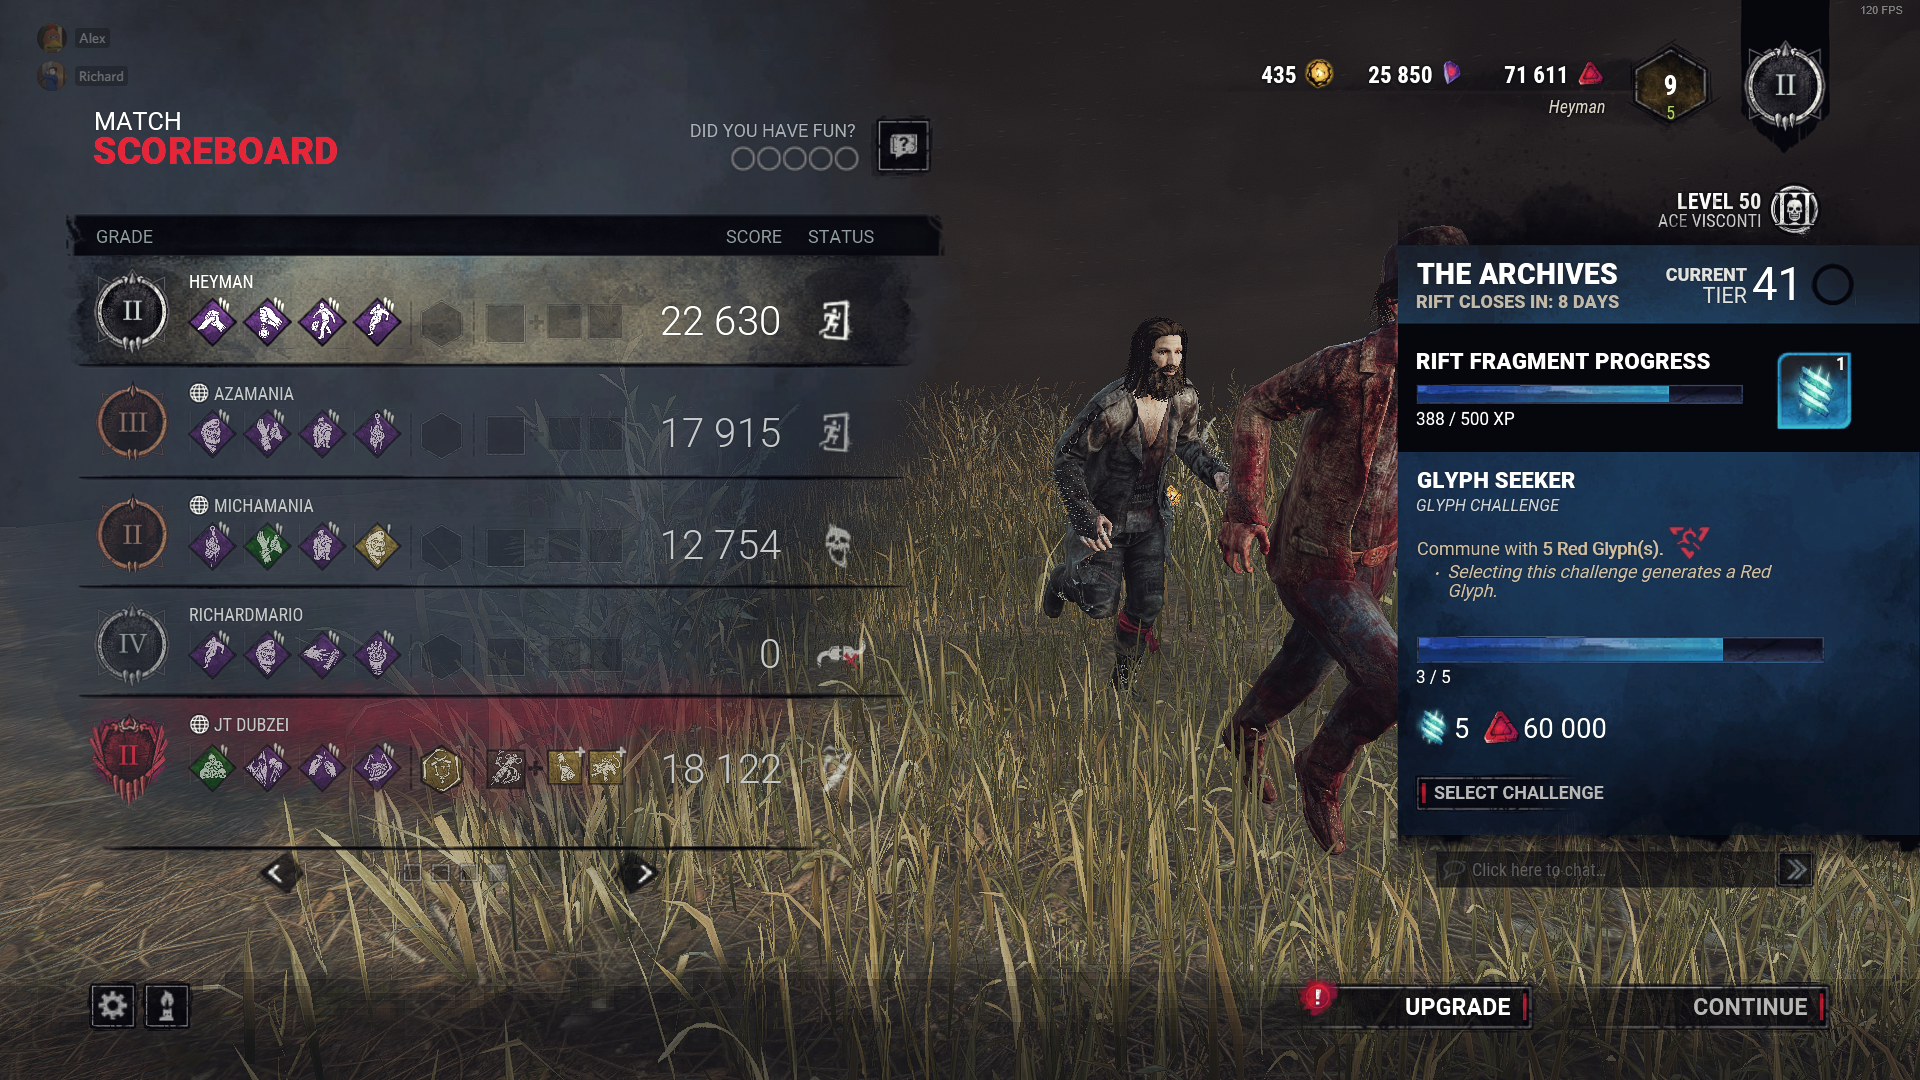 120 FPS
Alex
Richard
435
25 850
71 611
Heyman
9
5
II
MATCH
SCOREBOARD
DID YOU HAVE FUN?
?
LEVEL 50
ACE VISCONTI
III
GRADE
SCORE
STATUS
II
HEYMAN
22 630
III
AZAMANIA
17 915
II
MICHAMANIA
12 754
IV
RICHARDMARIO
0
II
JT DUBZEI
18 122
THE ARCHIVES
RIFT CLOSES IN: 8 DAYS
CURRENT
TIER
41
RIFT FRAGMENT PROGRESS
1
388 / 500 XP
GLYPH SEEKER
GLYPH CHALLENGE
Commune with 5 Red Glyph(s).
• Selecting this challenge generates a Red
Glyph.
3 / 5
5
60 000
SELECT CHALLENGE
Click here to chat...
!
UPGRADE
CONTINUE